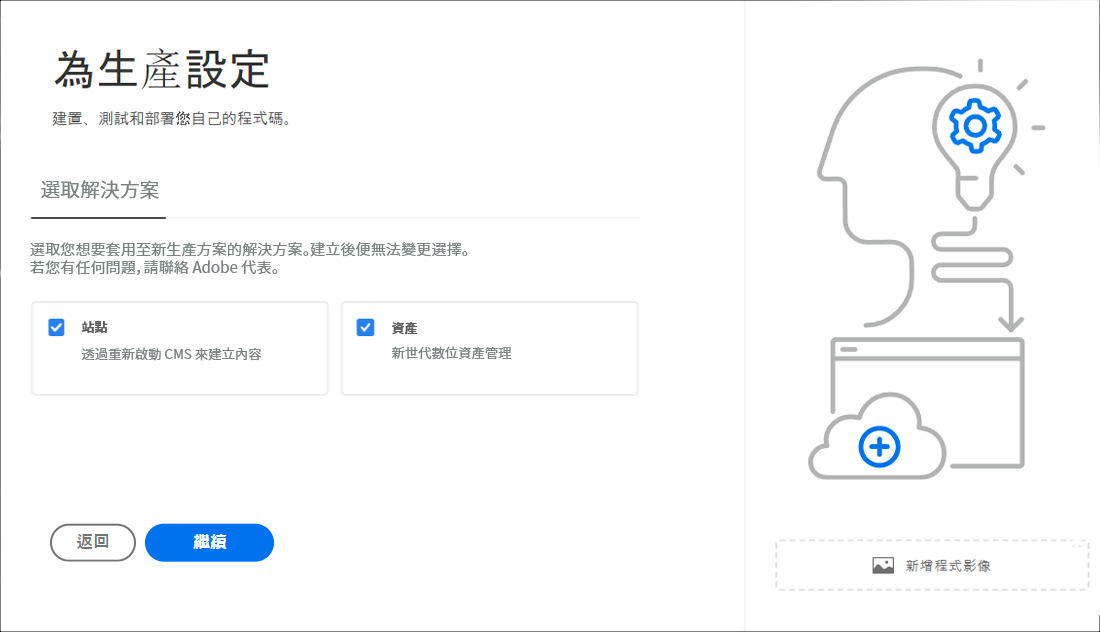 為生產設定
建置、測試和部署您自己的程式碼。
選取解決方案
選取您想要套用至新生產方案的解決方案。建立後便無法變更選擇。
若您有任何問題，請聯絡 Adobe 代表。
站點
透過重新啟動 CMS 來建立內容
資產
新世代數位資產管理
返回
繼續
新增程式影像